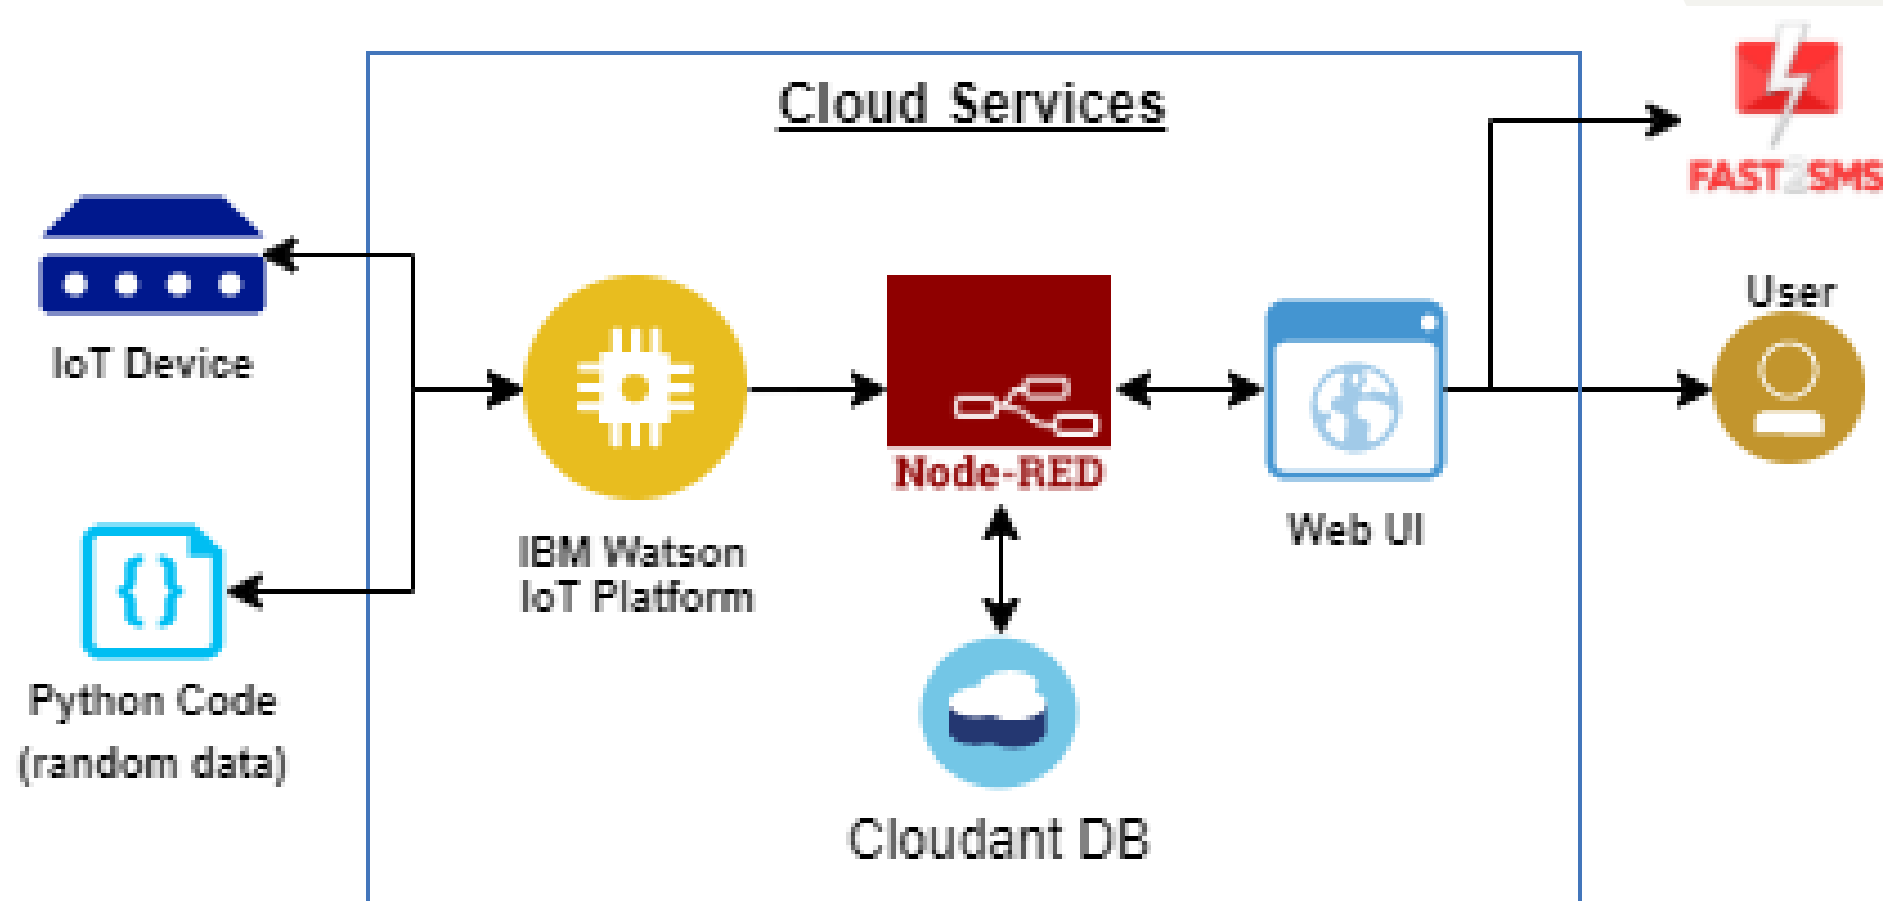 Cloud Services
FAST2SMS
User
IoT Device
Node-RED
Web UI
IBM Watson
IoT Platform
Python Code
(random data)
Cloudant DB